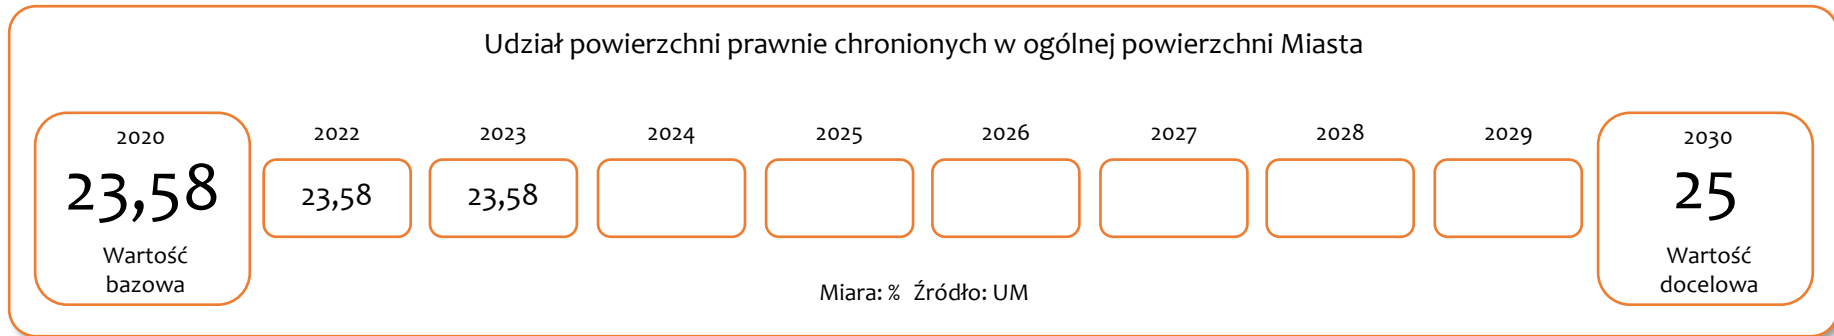 Udział powierzchni prawnie chronionych w ogólnej powierzchni Miasta
2020
23,58
Wartość
bazowa
2022
23,58
2023
23,58
2024
2025
2026
2027
2028
2029
2030
25
Wartość
docelowa
Miara: % Źródło: UM